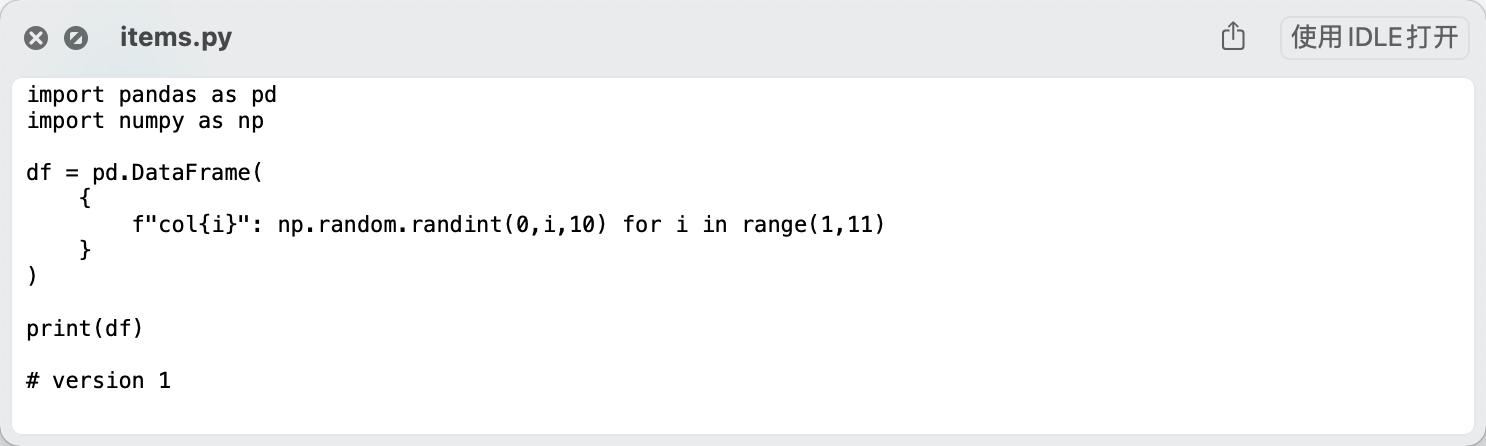 items.py
使用 IDLE 打开
import pandas as pd
import numpy as np
df = pd.DataFrame(
    {
        f"col{i}": np.random.randint(0,i,10) for i in range(1,11)
    }
)
print(df)
# version 1